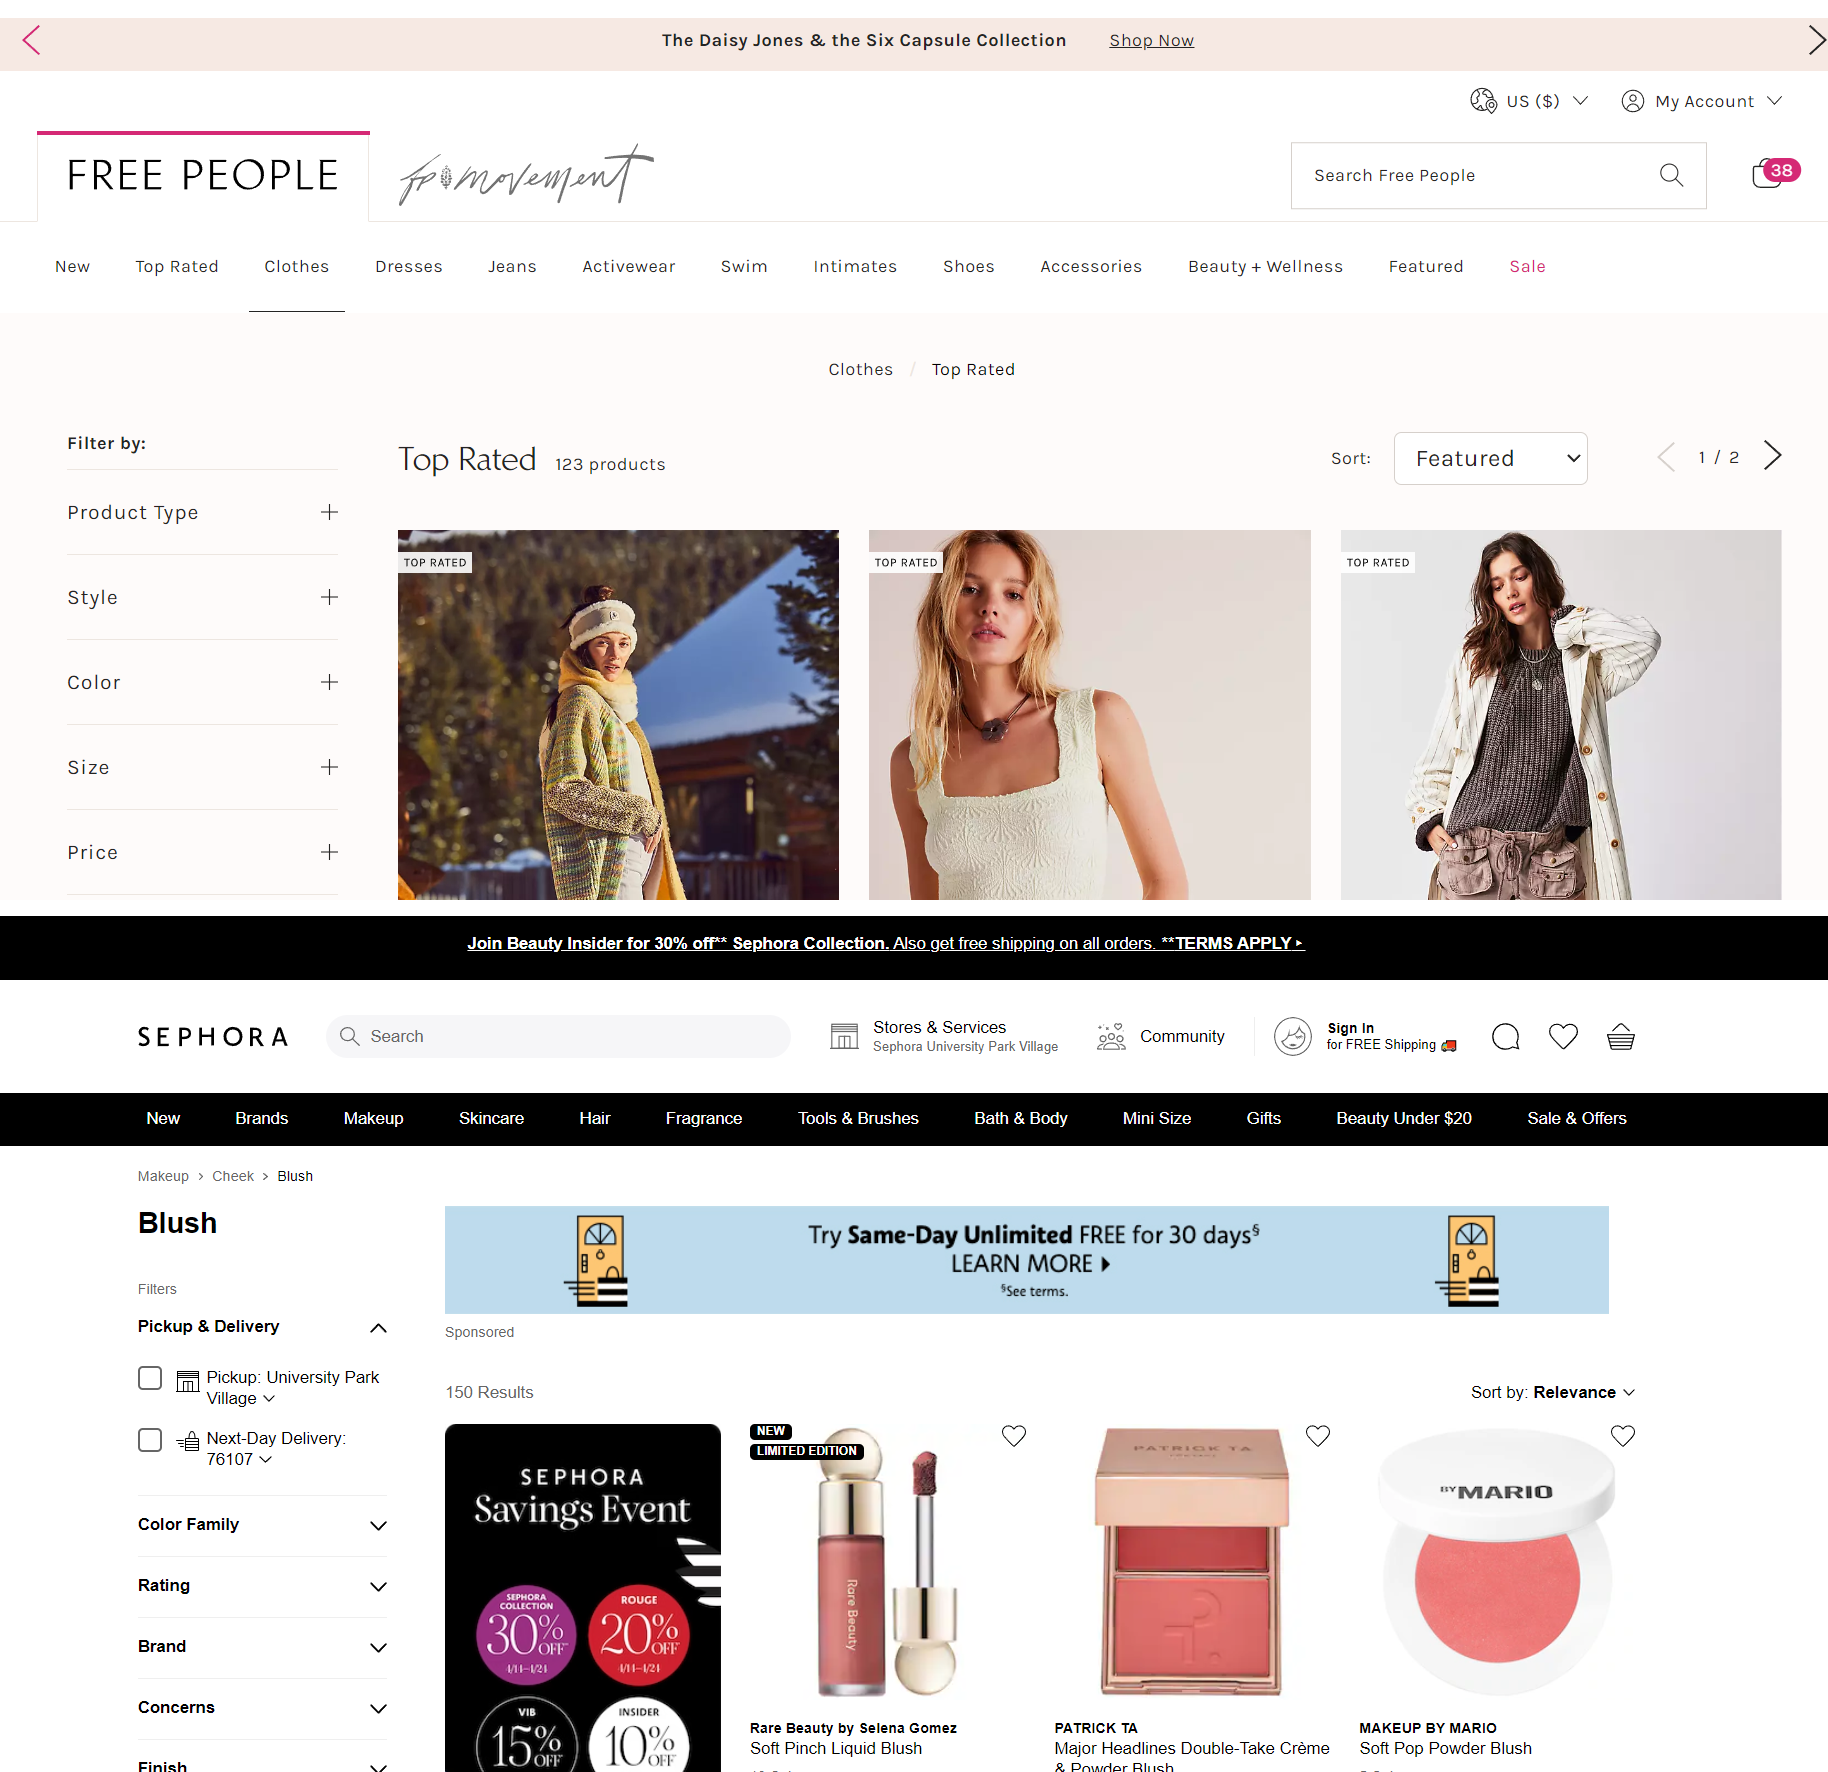 The Daisy Jones & the Six Capsule Collection Shop Now
US ($) My Account
FREE PEOPLE fp movement Search Free People 38
New Top Rated Clothes Dresses Jeans Activewear Swim Intimates Shoes Accessories Beauty + Wellness Featured Sale
Clothes / Top Rated
Filter by:
Product Type
Style
Color
Size
Price
Top Rated 123 products Sort: Featured 1 / 2
TOP RATED TOP RATED TOP RATED
Join Beauty Insider for 30% off** Sephora Collection. Also get free shipping on all orders. **TERMS APPLY ▸
SEPHORA Search
Stores & Services
Sephora University Park Village
Community
Sign In
for FREE Shipping
New Brands Makeup Skincare Hair Fragrance Tools & Brushes Bath & Body Mini Size Gifts Beauty Under $20 Sale & Offers
Makeup > Cheek > Blush
Blush
Filters
Pickup & Delivery
Pickup: University Park
Village
Next-Day Delivery:
76107
Color Family
Rating
Brand
Concerns
Finish
Try Same-Day Unlimited FREE for 30 days§
LEARN MORE ▸
§See terms.
Sponsored
150 Results Sort by: Relevance
SEPHORA
Savings Event
SEPHORA
COLLECTION
30%
OFF
4/14–4/24
ROUGE
20%
OFF
4/14–4/24
VIB
15%
OFF
INSIDER
10%
OFF
NEW
LIMITED EDITION
Rare Beauty
Rare Beauty by Selena Gomez
Soft Pinch Liquid Blush
PATRICK TA
PATRICK TA
Major Headlines Double-Take Crème
& Powder Blush
BY MARIO
MAKEUP BY MARIO
Soft Pop Powder Blush